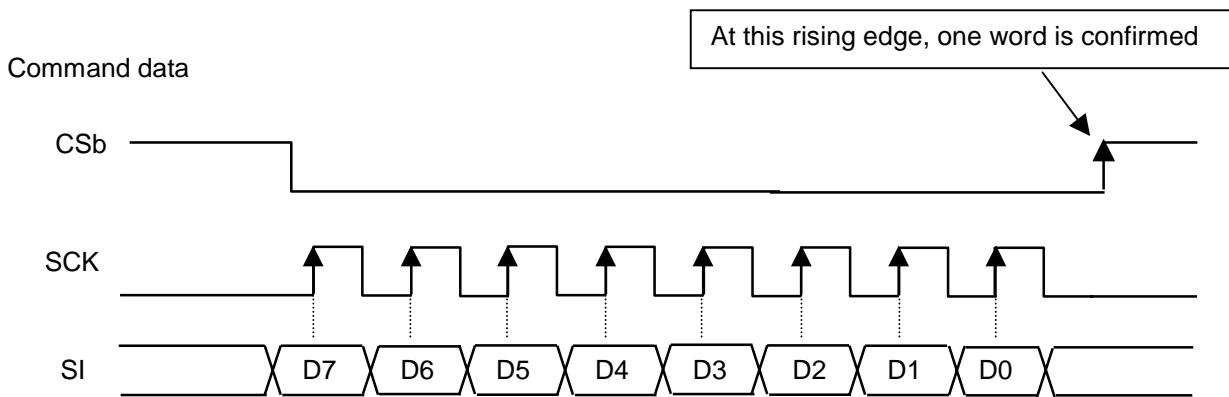 At this rising edge, one word is confirmed
Command data
CSb
SCK
SI D7 D6 D5 D4 D3 D2 D1 D0